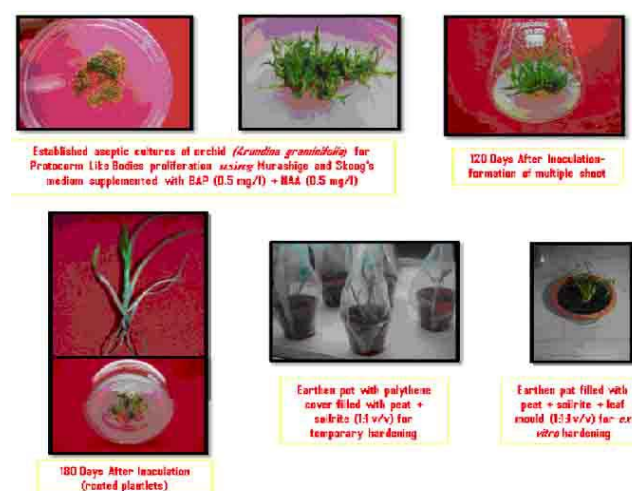 Established aseptic cultures of orchid (Arundina graminifolia) for
Protocorm Like Bodies proliferation using Murashige and Skoog's
medium supplemented with BAP (0.5 mg/l) + NAA (0.5 mg/l)
120 Days After Inoculation-
formation of multiple shoot
180 Days After Inoculation
(rooted plantlets)
Earthen pot with polythene
cover filled with peat +
soilrite (1:1 v/v) for
temporary hardening
Earthen pot filled with
peat + soilrite + leaf
mould (1:1:1 v/v) for ex
vitro hardening